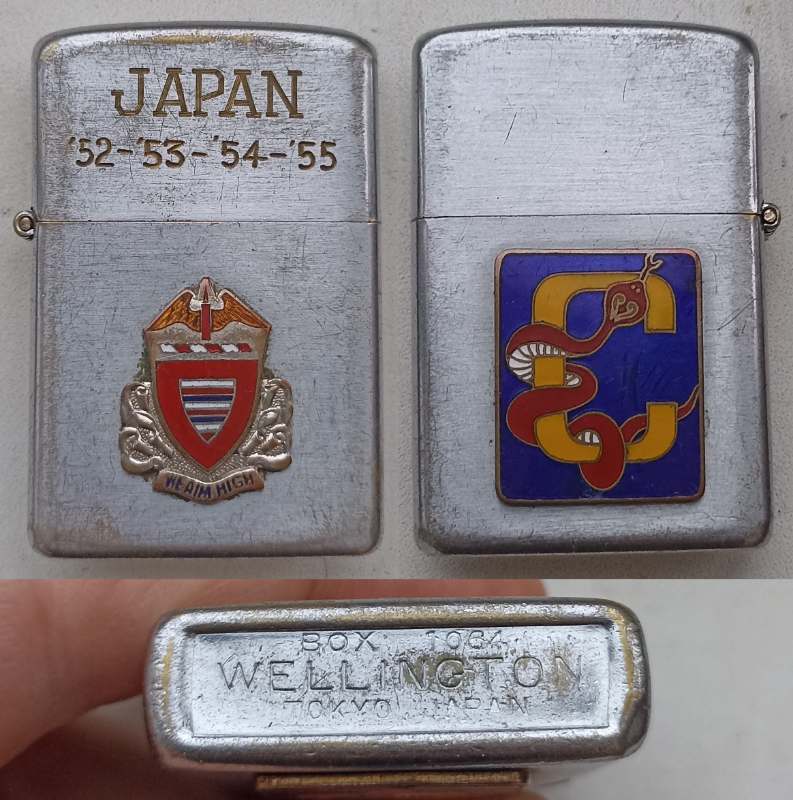 JAPAN
'52-'53-'54-'55
WE AIM HIGH
C
BOX 1064
WELLINGTON
TOKYO JAPAN